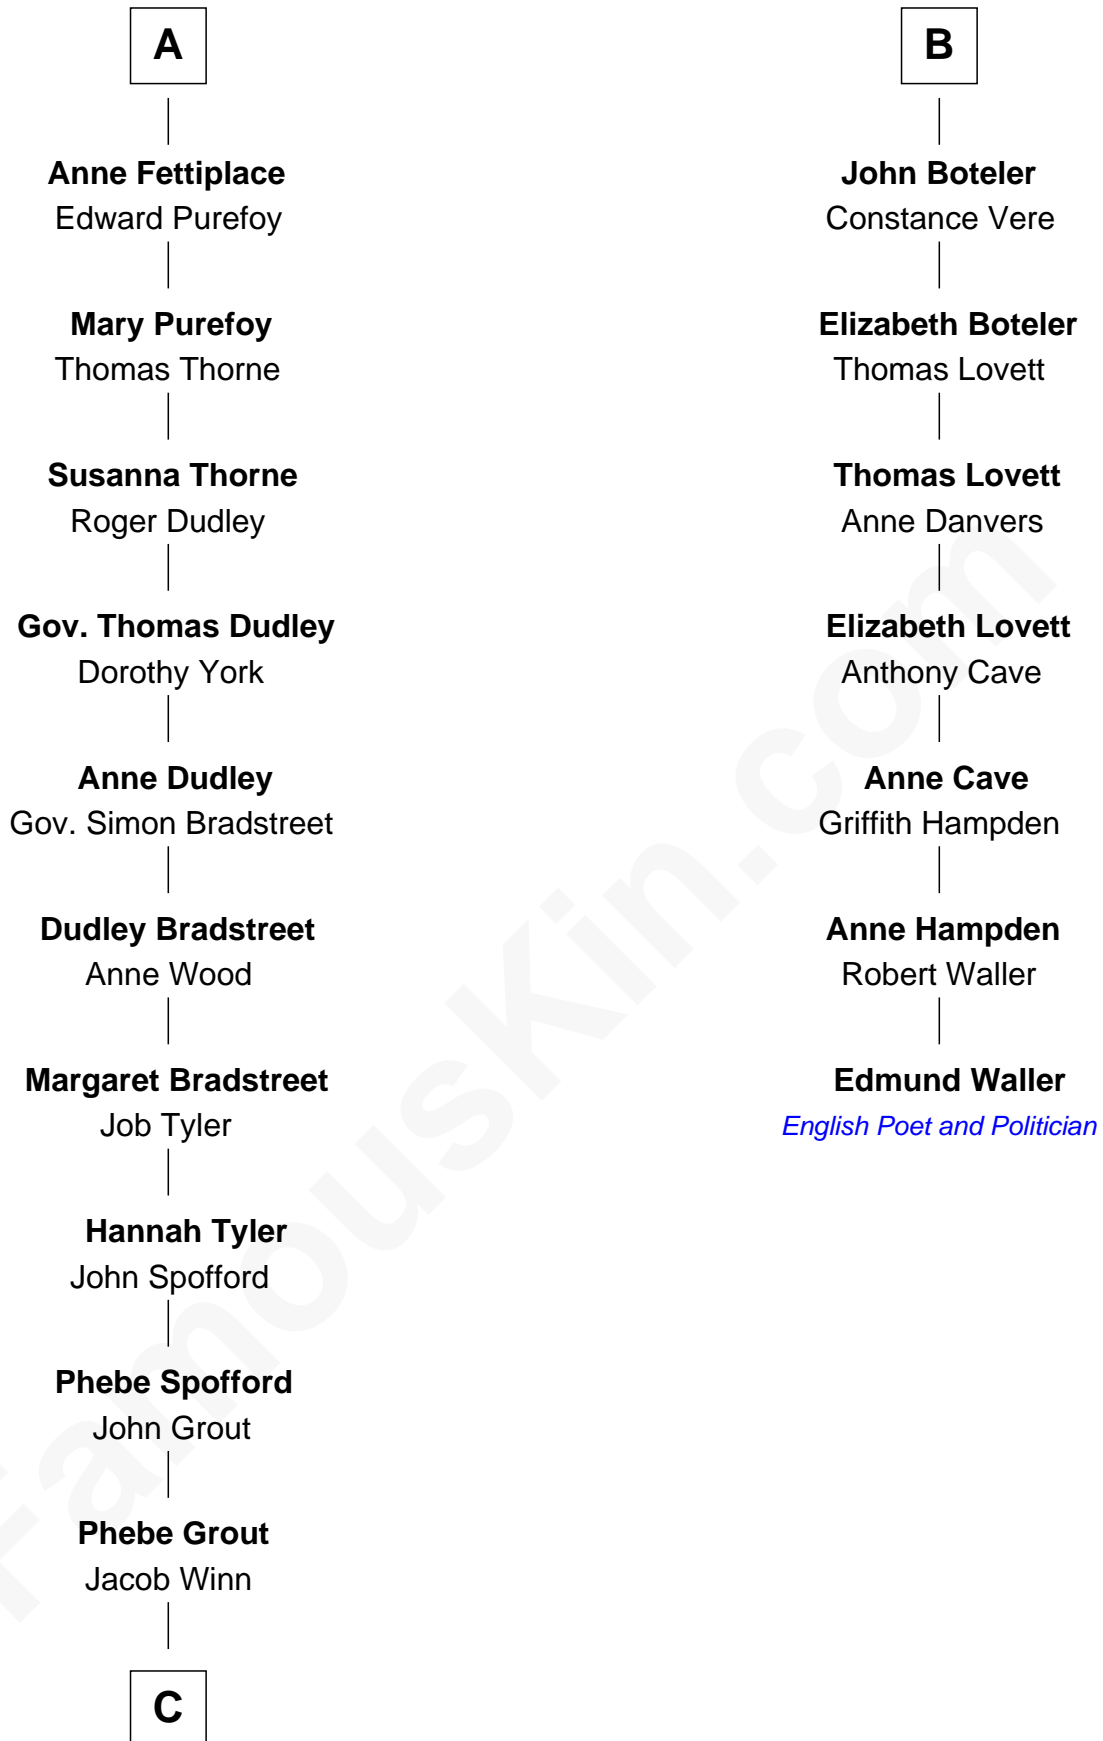 A
Anne Fettiplace
Edward Purefoy
Mary Purefoy
Thomas Thorne
Susanna Thorne
Roger Dudley
Gov. Thomas Dudley
Dorothy York
Anne Dudley
Gov. Simon Bradstreet
Dudley Bradstreet
Anne Wood
Margaret Bradstreet
Job Tyler
Hannah Tyler
John Spofford
Phebe Spofford
John Grout
Phebe Grout
Jacob Winn
C
B
John Boteler
Constance Vere
Elizabeth Boteler
Thomas Lovett
Thomas Lovett
Anne Danvers
Elizabeth Lovett
Anthony Cave
Anne Cave
Griffith Hampden
Anne Hampden
Robert Waller
Edmund Waller
English Poet and Politician
FamousKin.com